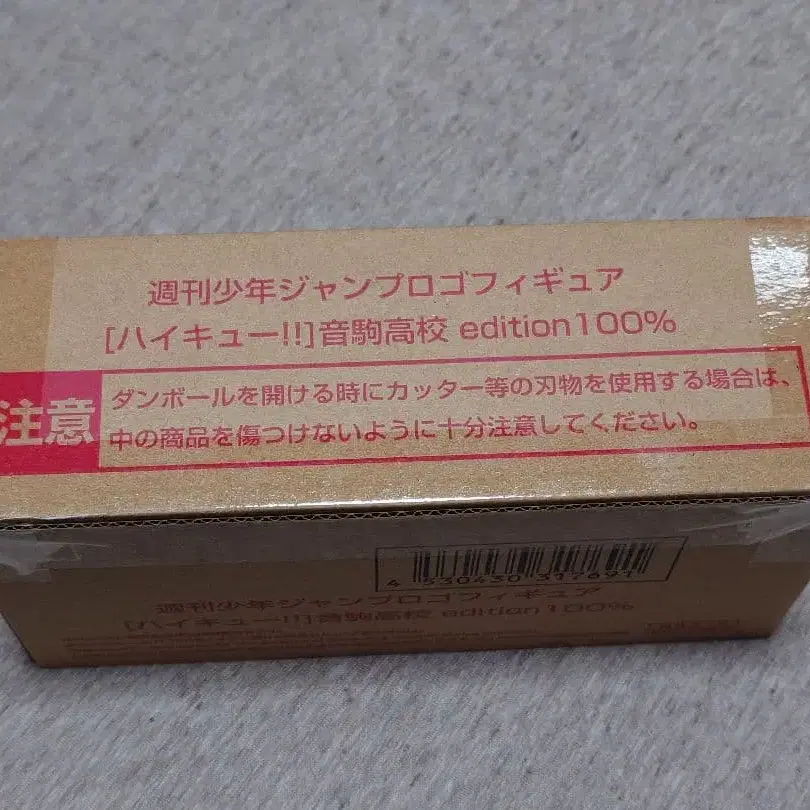 週刊少年ジャンプロゴフィギュア
[ハイキュー!!]音駒高校 edition100%
注意
ダンボールを開ける時にカッター等の刃物を使用する場合は、
中の商品を傷つけないように十分注意してください。
4 530430 317691
週刊少年ジャンプロゴフィギュア
[ハイキュー!!]音駒高校 edition100%